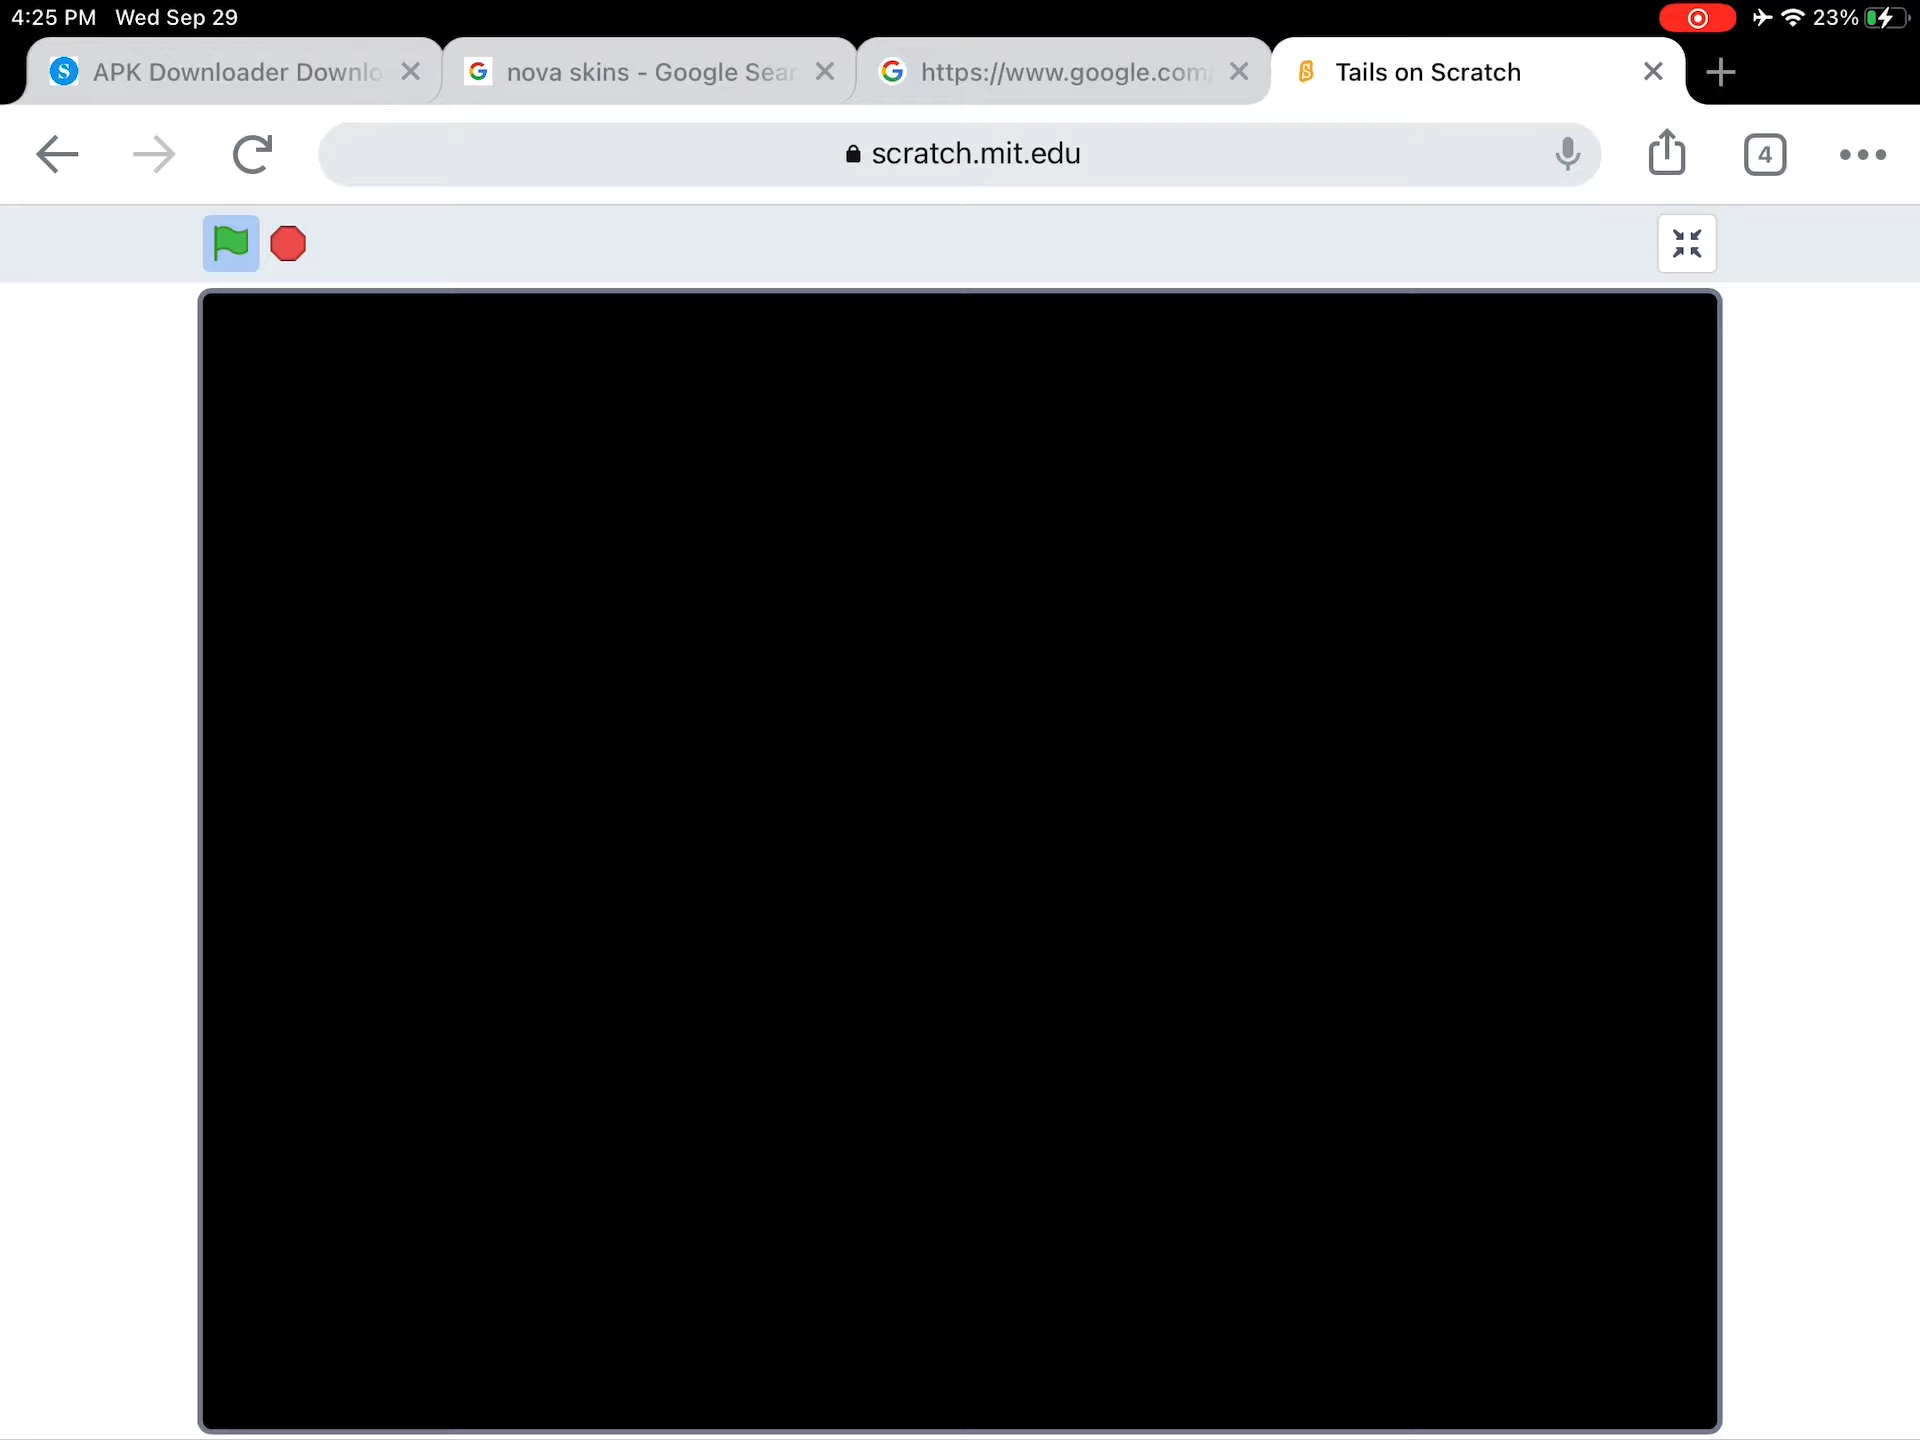 4:25 PM Wed Sep 29 23%
APK Downloader Downlo
nova skins - Google Sear
https://www.google.com/
Tails on Scratch
scratch.mit.edu
4